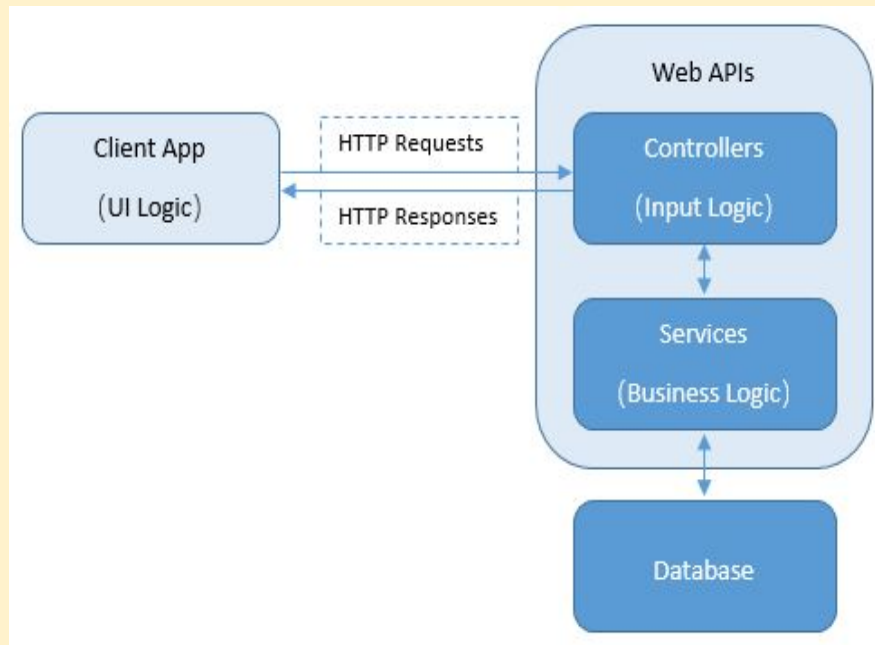 Web APIs
Client App
(UI Logic)
HTTP Requests
HTTP Responses
Controllers
(Input Logic)
Services
(Business Logic)
Database